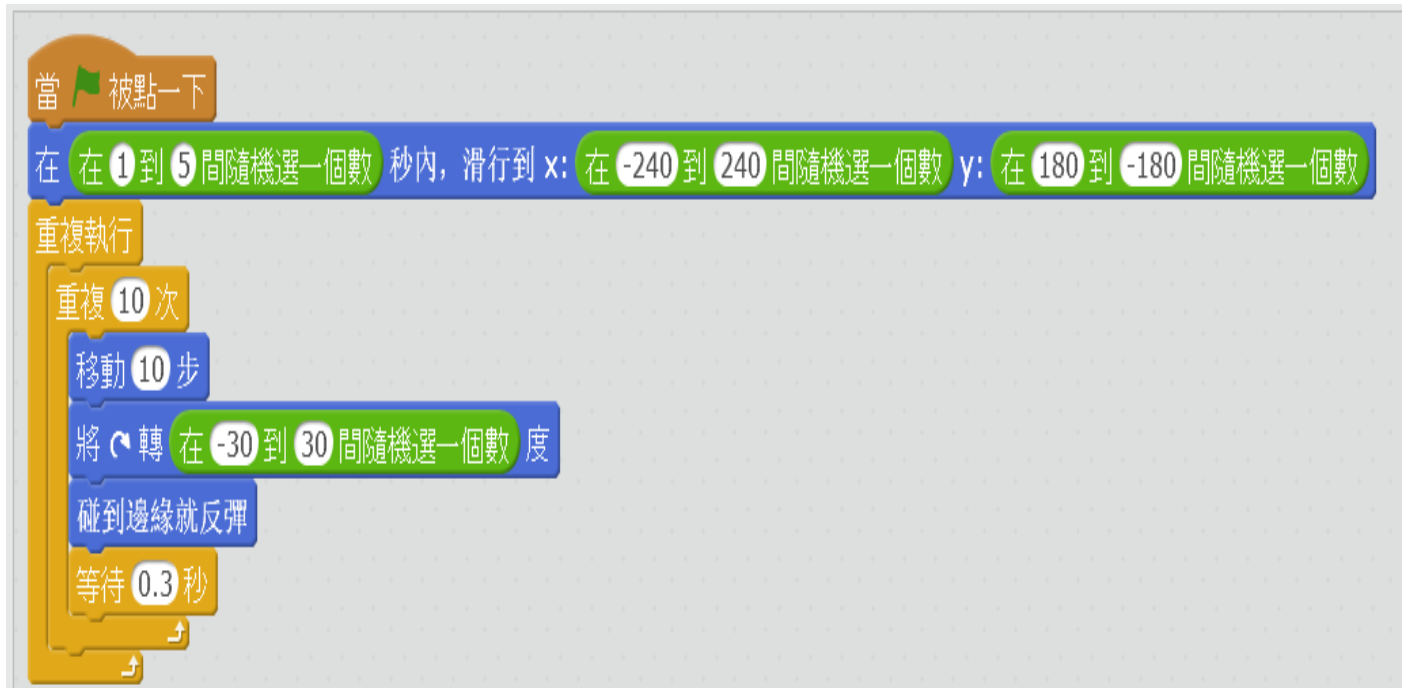 當 被點一下
在 在 1 到 5 間隨機選一個數 秒內, 滑行到 x: 在 -240 到 240 間隨機選一個數 y: 在 180 到 -180 間隨機選一個數
重複執行
重複 10 次
移動 10 步
將 轉 在 -30 到 30 間隨機選一個數 度
碰到邊緣就反彈
等待 0.3 秒